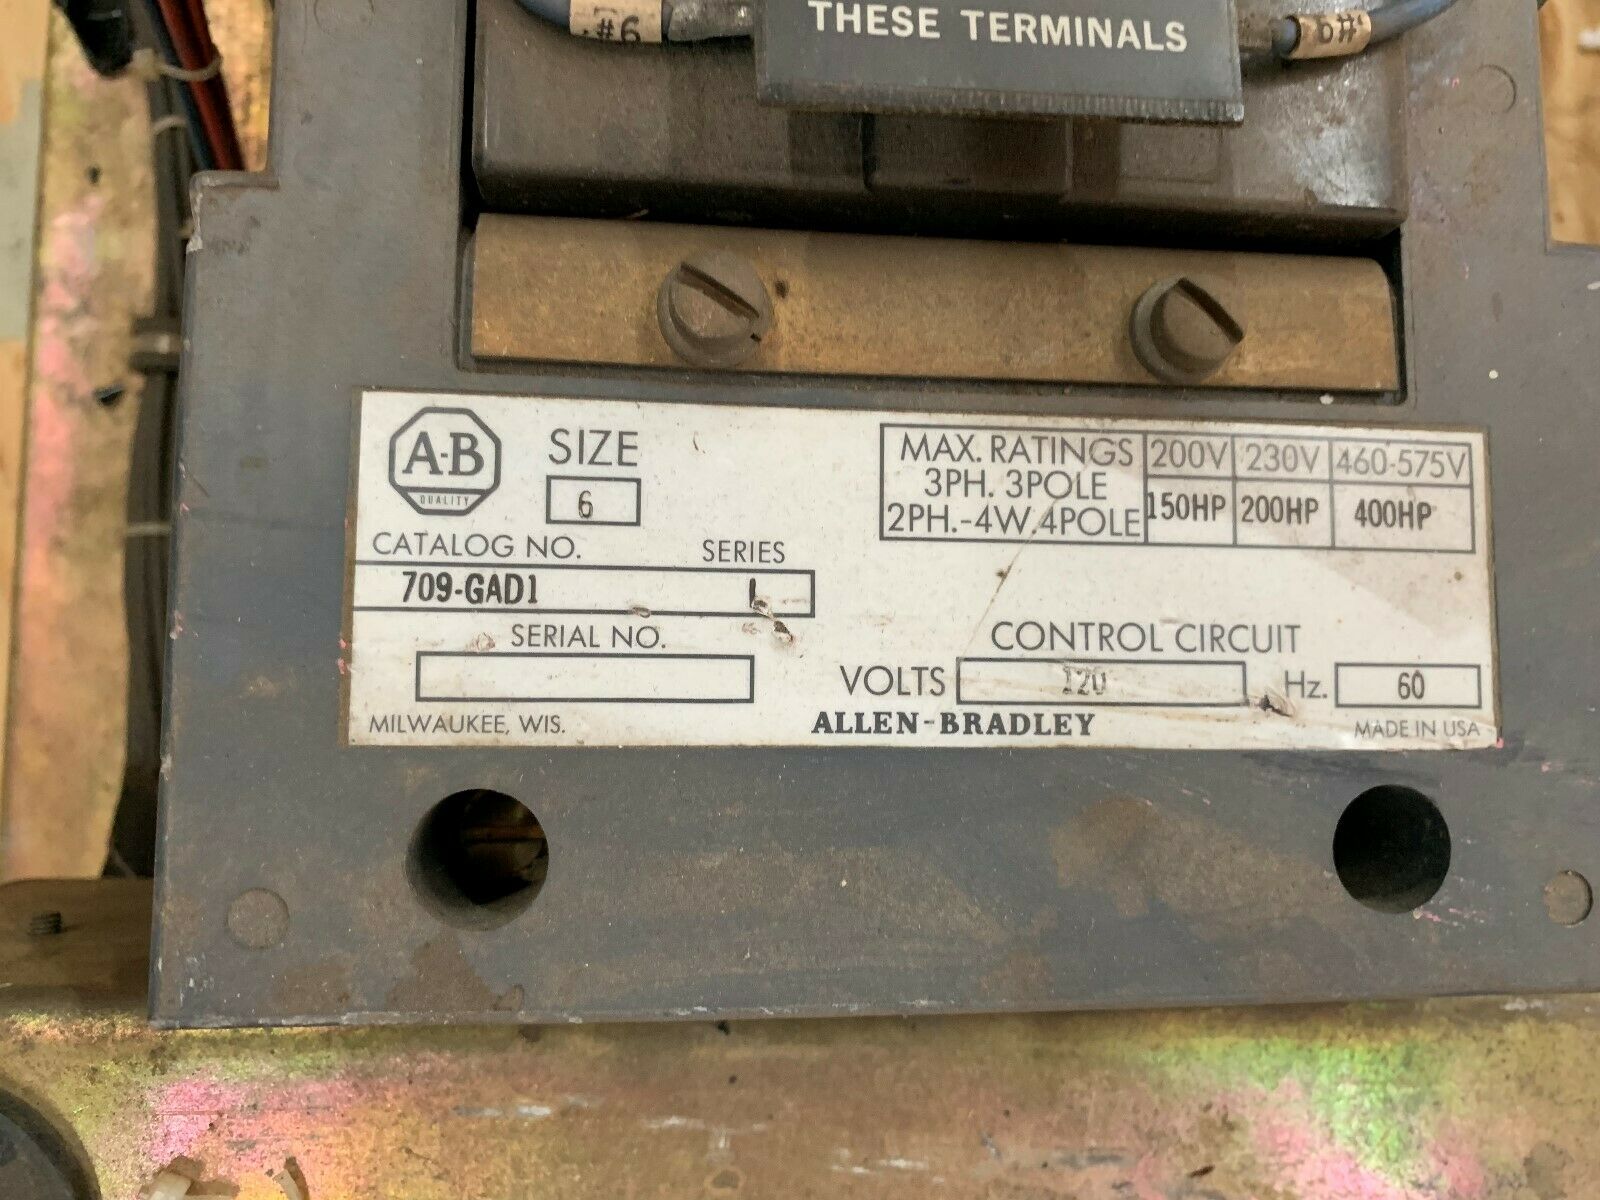 #6
THESE TERMINALS
#9
A-B
QUALITY
SIZE
6
MAX. RATINGS 200V 230V 460-575V
3PH. 3POLE
2PH.-4W.4POLE 150HP 200HP 400HP
CATALOG NO. SERIES
709-GAD1
SERIAL NO.
CONTROL CIRCUIT
VOLTS 120 Hz. 60
MILWAUKEE, WIS. ALLEN-BRADLEY MADE IN USA